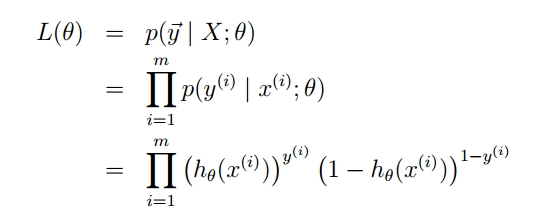 L(θ) = p(y⃗ | X; θ)
= ∏_{i=1}^{m} p(y^{(i)} | x^{(i)}; θ)
= ∏_{i=1}^{m} (h_θ(x^{(i)}))^{y^{(i)}} (1 − h_θ(x^{(i)}))^{1−y^{(i)}}